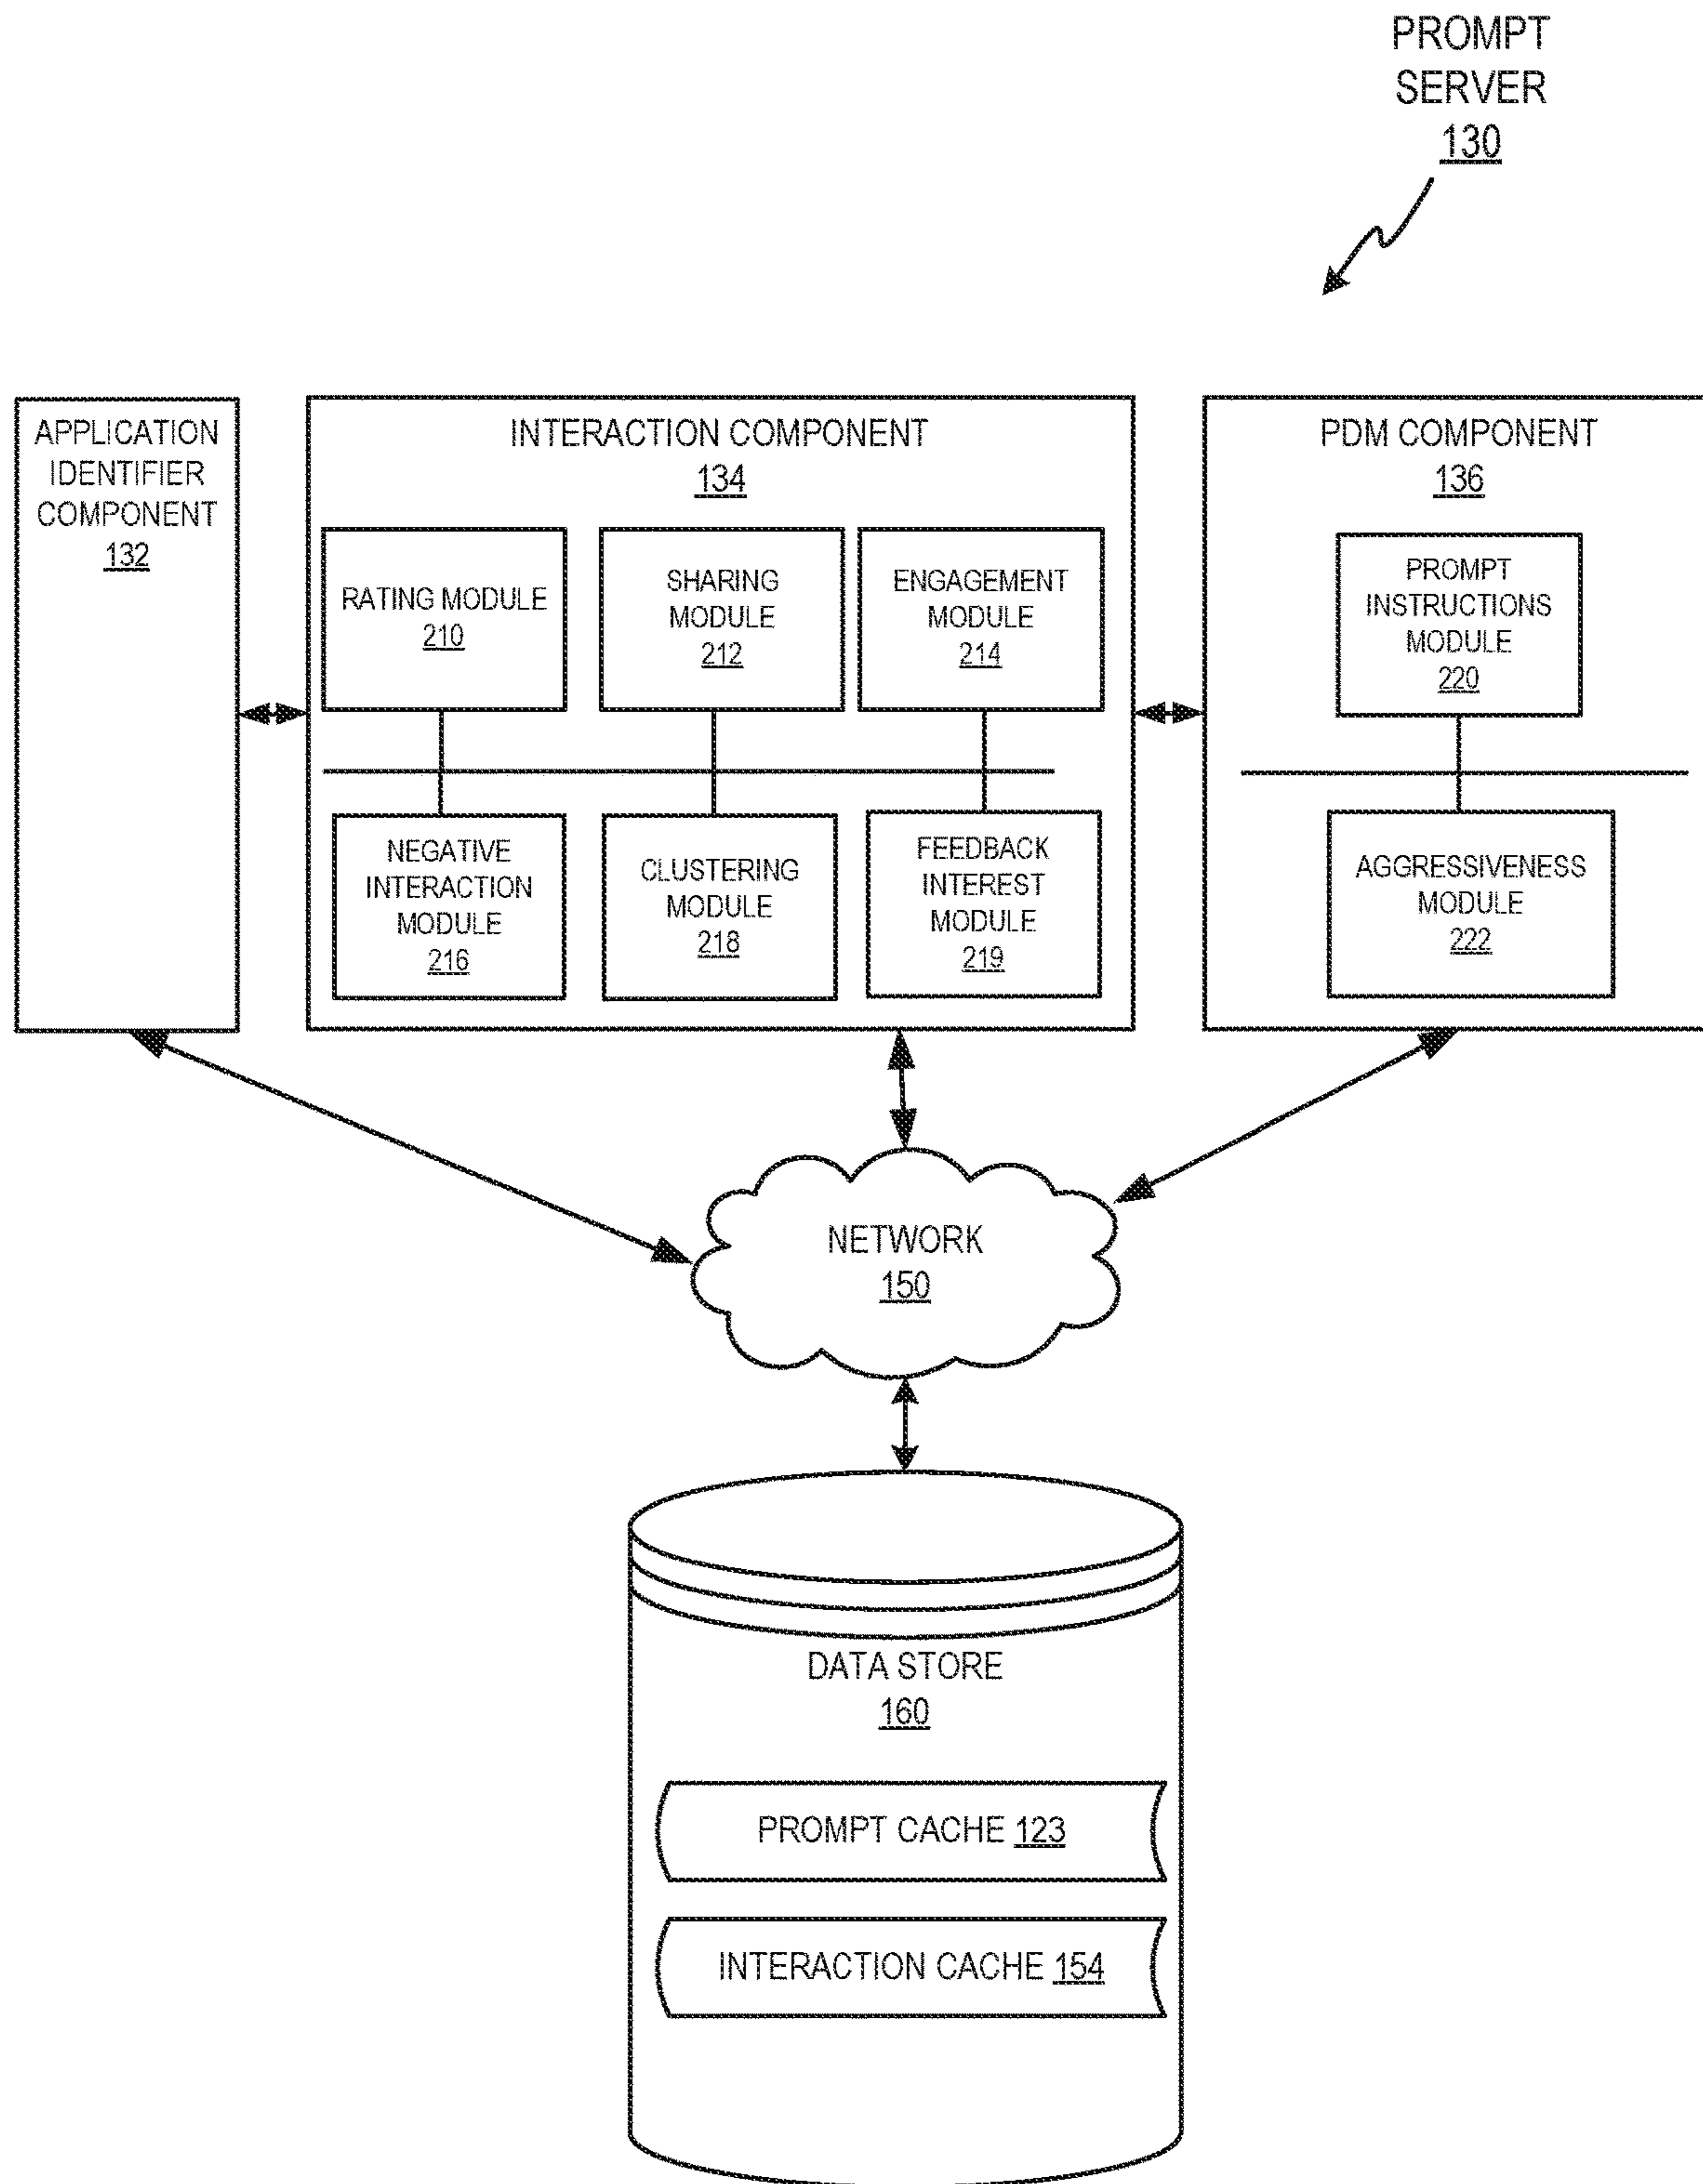 PROMPT
SERVER
130
APPLICATION
IDENTIFIER
COMPONENT
132
INTERACTION COMPONENT
134
RATING MODULE
210
SHARING
MODULE
212
ENGAGEMENT
MODULE
214
NEGATIVE
INTERACTION
MODULE
216
CLUSTERING
MODULE
218
FEEDBACK
INTEREST
MODULE
219
PDM COMPONENT
136
PROMPT
INSTRUCTIONS
MODULE
220
AGGRESSIVENESS
MODULE
222
NETWORK
150
DATA STORE
160
PROMPT CACHE 123
INTERACTION CACHE 154